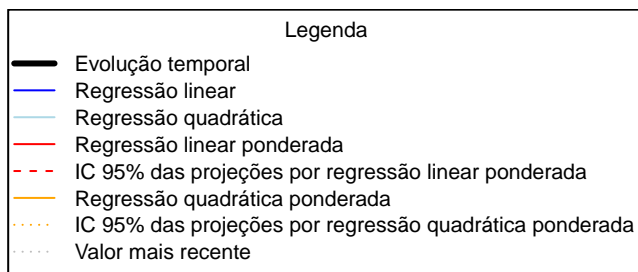 Legenda
Evolução temporal
Regressão linear
Regressão quadrática
Regressão linear ponderada
IC 95% das projeções por regressão linear ponderada
Regressão quadrática ponderada
IC 95% das projeções por regressão quadrática ponderada
Valor mais recente